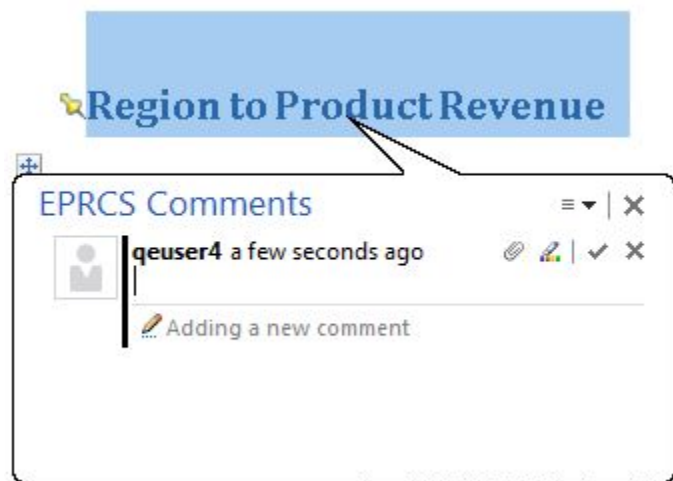 Region to Product Revenue
EPRCS Comments
qeuser4 a few seconds ago
Adding a new comment